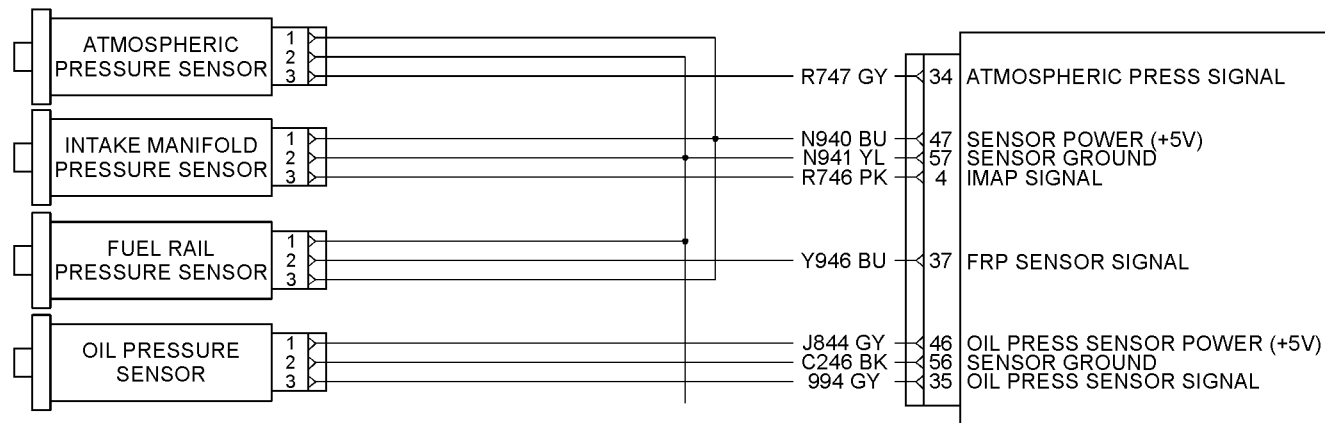 ATMOSPHERIC
PRESSURE SENSOR
1
2
3
R747 GY
34
ATMOSPHERIC PRESS SIGNAL
INTAKE MANIFOLD
PRESSURE SENSOR
1
2
3
N940 BU
47
SENSOR POWER (+5V)
N941 YL
57
SENSOR GROUND
R746 PK
4
IMAP SIGNAL
FUEL RAIL
PRESSURE SENSOR
1
2
3
Y946 BU
37
FRP SENSOR SIGNAL
OIL PRESSURE
SENSOR
1
2
3
J844 GY
46
OIL PRESS SENSOR POWER (+5V)
C246 BK
56
SENSOR GROUND
994 GY
35
OIL PRESS SENSOR SIGNAL